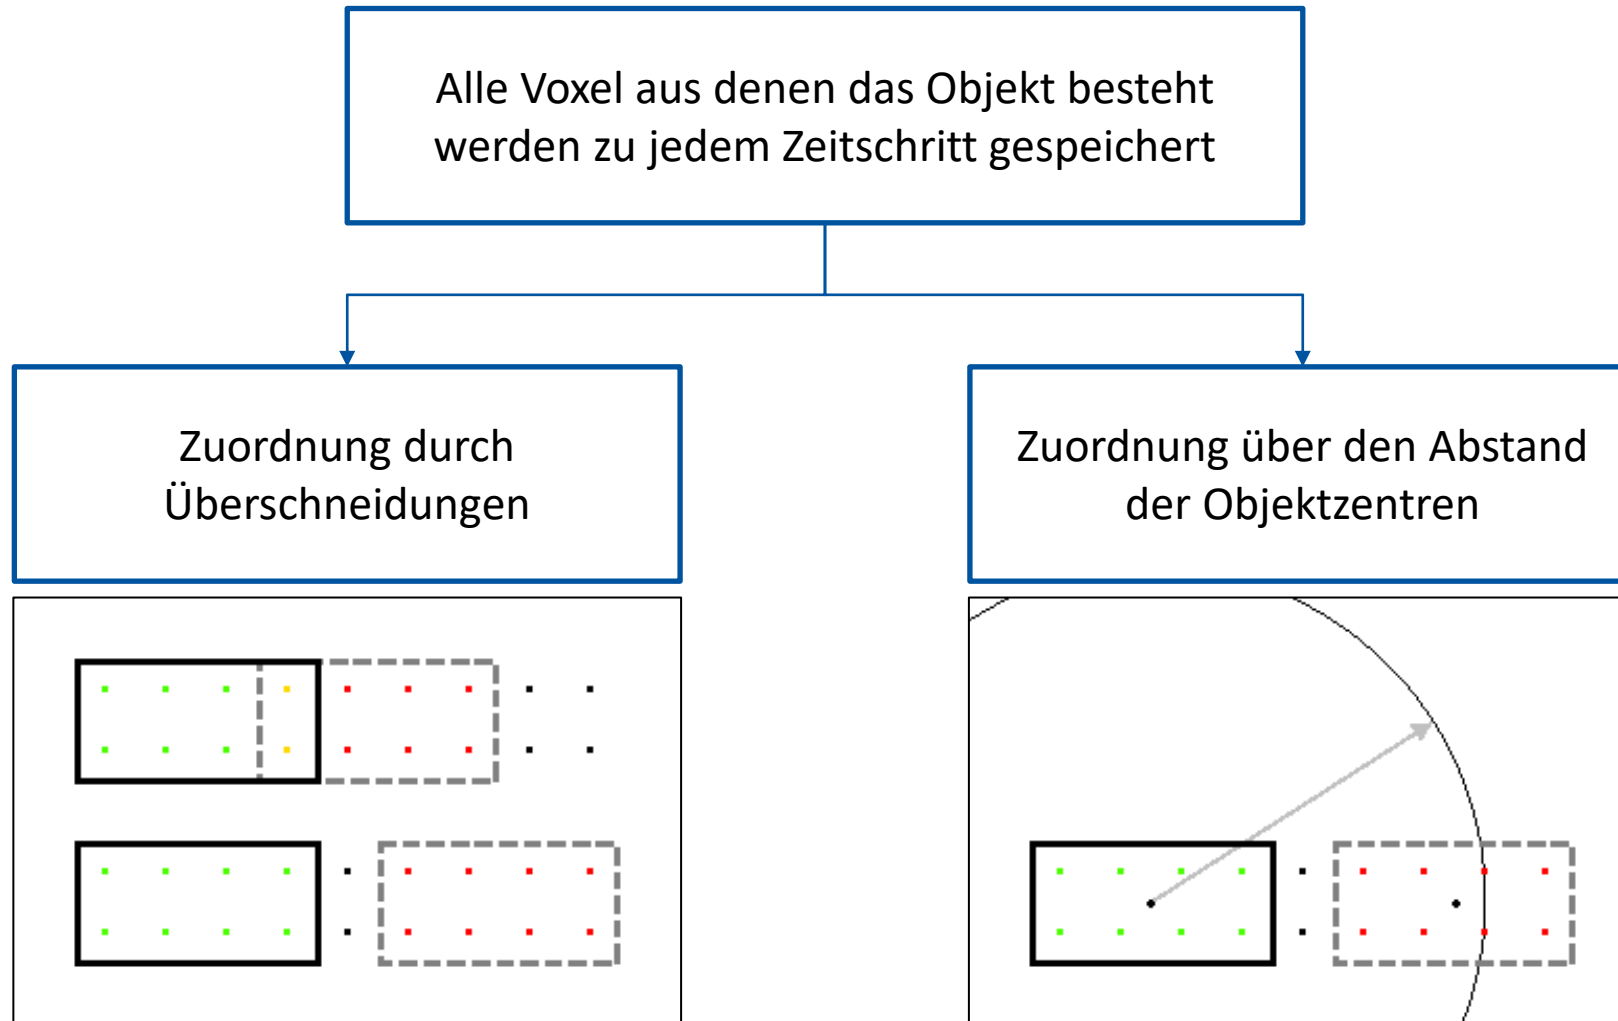 Alle Voxel aus denen das Objekt besteht
werden zu jedem Zeitschritt gespeichert
Zuordnung durch
Überschneidungen
Zuordnung über den Abstand
der Objektzentren